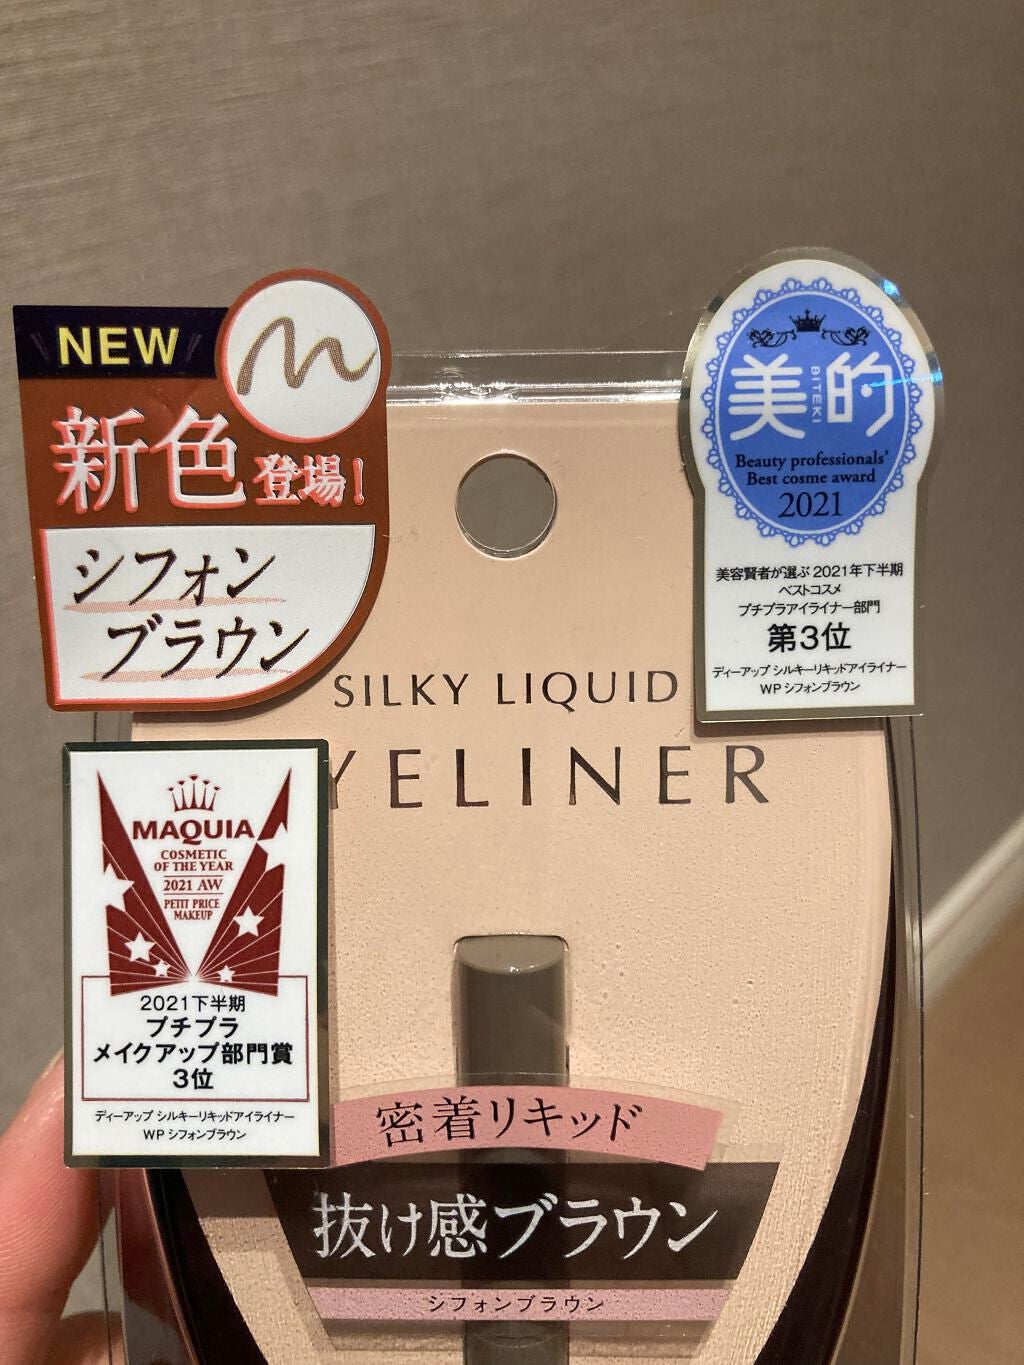 NEW
新色登場!
シフォン
ブラウン
美的
BITEKI
Beauty professionals'
Best cosme award
2021
美容賢者が選ぶ 2021年下半期
ベストコスメ
プチプラアイライナー部門
第3位
ディーアップ シルキーリキッドアイライナー
WP シフォンブラウン
SILKY LIQUID
YELINER
MAQUIA
COSMETIC
OF THE YEAR
2021 AW
PETIT PRICE
MAKEUP
2021下半期
プチプラ
メイクアップ部門賞
3位
ディーアップ シルキーリキッドアイライナー
WP シフォンブラウン
密着リキッド
抜け感ブラウン
シフォンブラウン